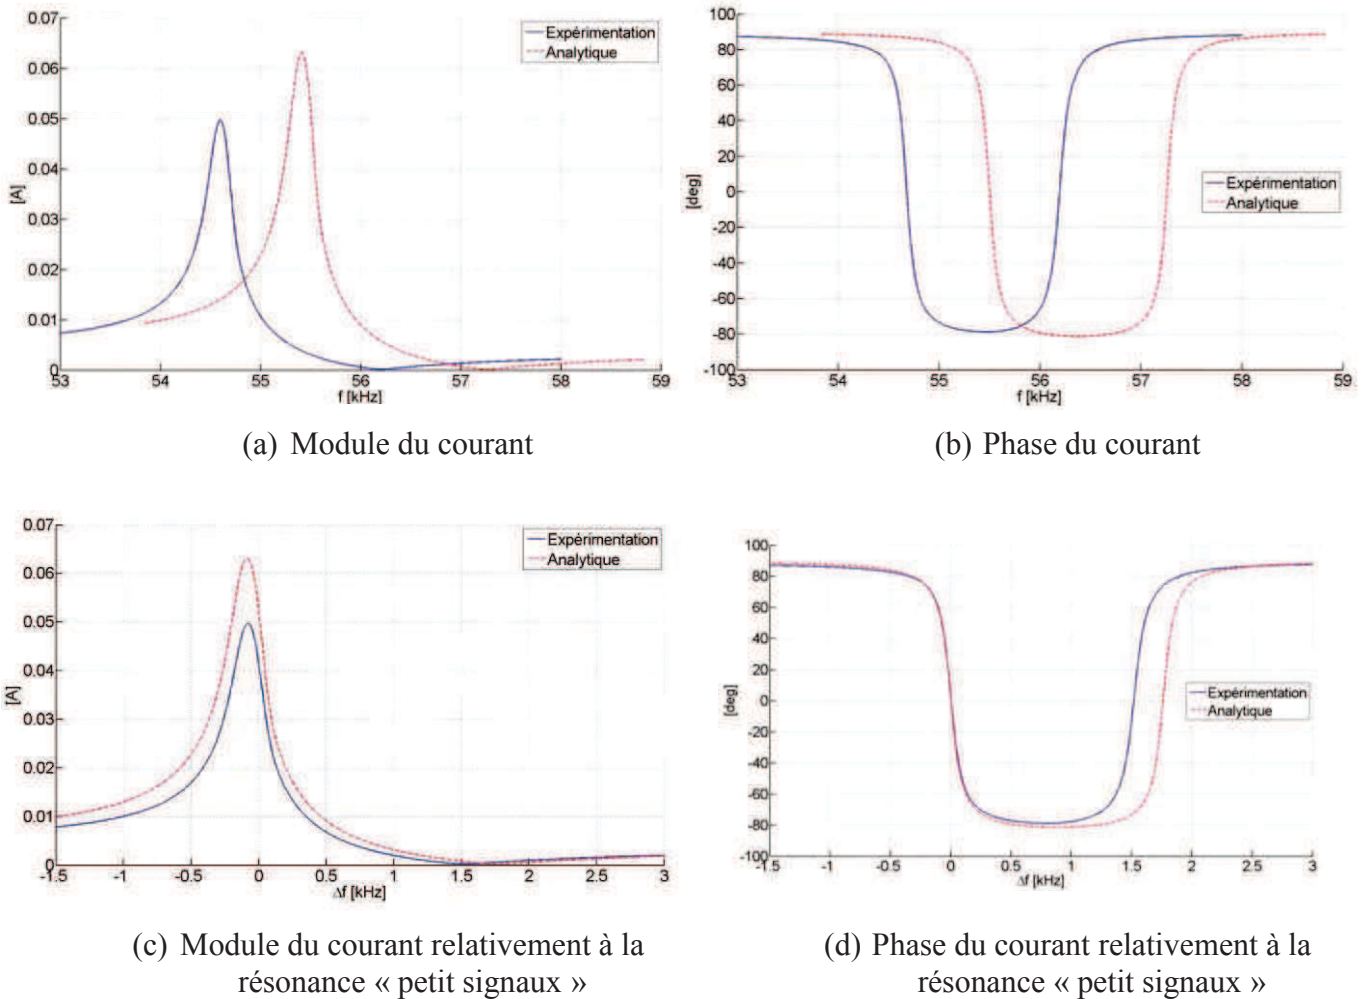 0.07
0.06
0.05
0.04
0.03
0.02
0.01
0
[A]
53 54 55 56 57 58 59
f [kHz]
Expérimentation
Analytique
(a) Module du courant
100
80
60
40
20
0
-20
-40
-60
-80
-100
[deg]
53 54 55 56 57 58 59
f [kHz]
Expérimentation
Analytique
(b) Phase du courant
0.07
0.06
0.05
0.04
0.03
0.02
0.01
0
[A]
-1.5 -1 -0.5 0 0.5 1 1.5 2 2.5 3
Δf [kHz]
Expérimentation
Analytique
(c) Module du courant relativement à la
résonance « petit signaux »
100
80
60
40
20
0
-20
-40
-60
-80
-100
[deg]
-1.5 -1 -0.5 0 0.5 1 1.5 2 2.5 3
Δf [kHz]
Expérimentation
Analytique
(d) Phase du courant relativement à la
résonance « petit signaux »